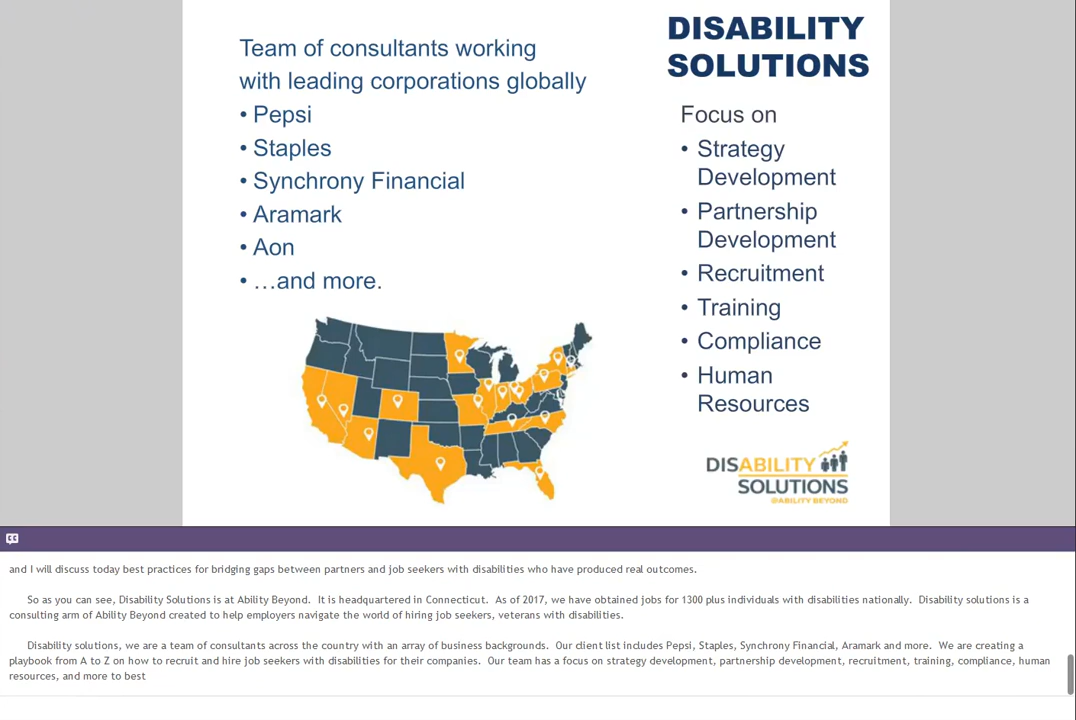 Team of consultants working
with leading corporations globally
• Pepsi
• Staples
• Synchrony Financial
• Aramark
• Aon
• …and more.
DISABILITY
SOLUTIONS
Focus on
• Strategy
Development
• Partnership
Development
• Recruitment
• Training
• Compliance
• Human
Resources
DISABILITY
SOLUTIONS
@ABILITY BEYOND
and I will discuss today best practices for bridging gaps between partners and job seekers with disabilities who have produced real outcomes.
So as you can see, Disability Solutions is at Ability Beyond. It is headquartered in Connecticut. As of 2017, we have obtained jobs for 1300 plus individuals with disabilities nationally. Disability solutions is a
consulting arm of Ability Beyond created to help employers navigate the world of hiring job seekers, veterans with disabilities.
Disability solutions, we are a team of consultants across the country with an array of business backgrounds. Our client list includes Pepsi, Staples, Synchrony Financial, Aramark and more. We are creating a
playbook from A to Z on how to recruit and hire job seekers with disabilities for their companies. Our team has a focus on strategy development, partnership development, recruitment, training, compliance, human
resources, and more to best